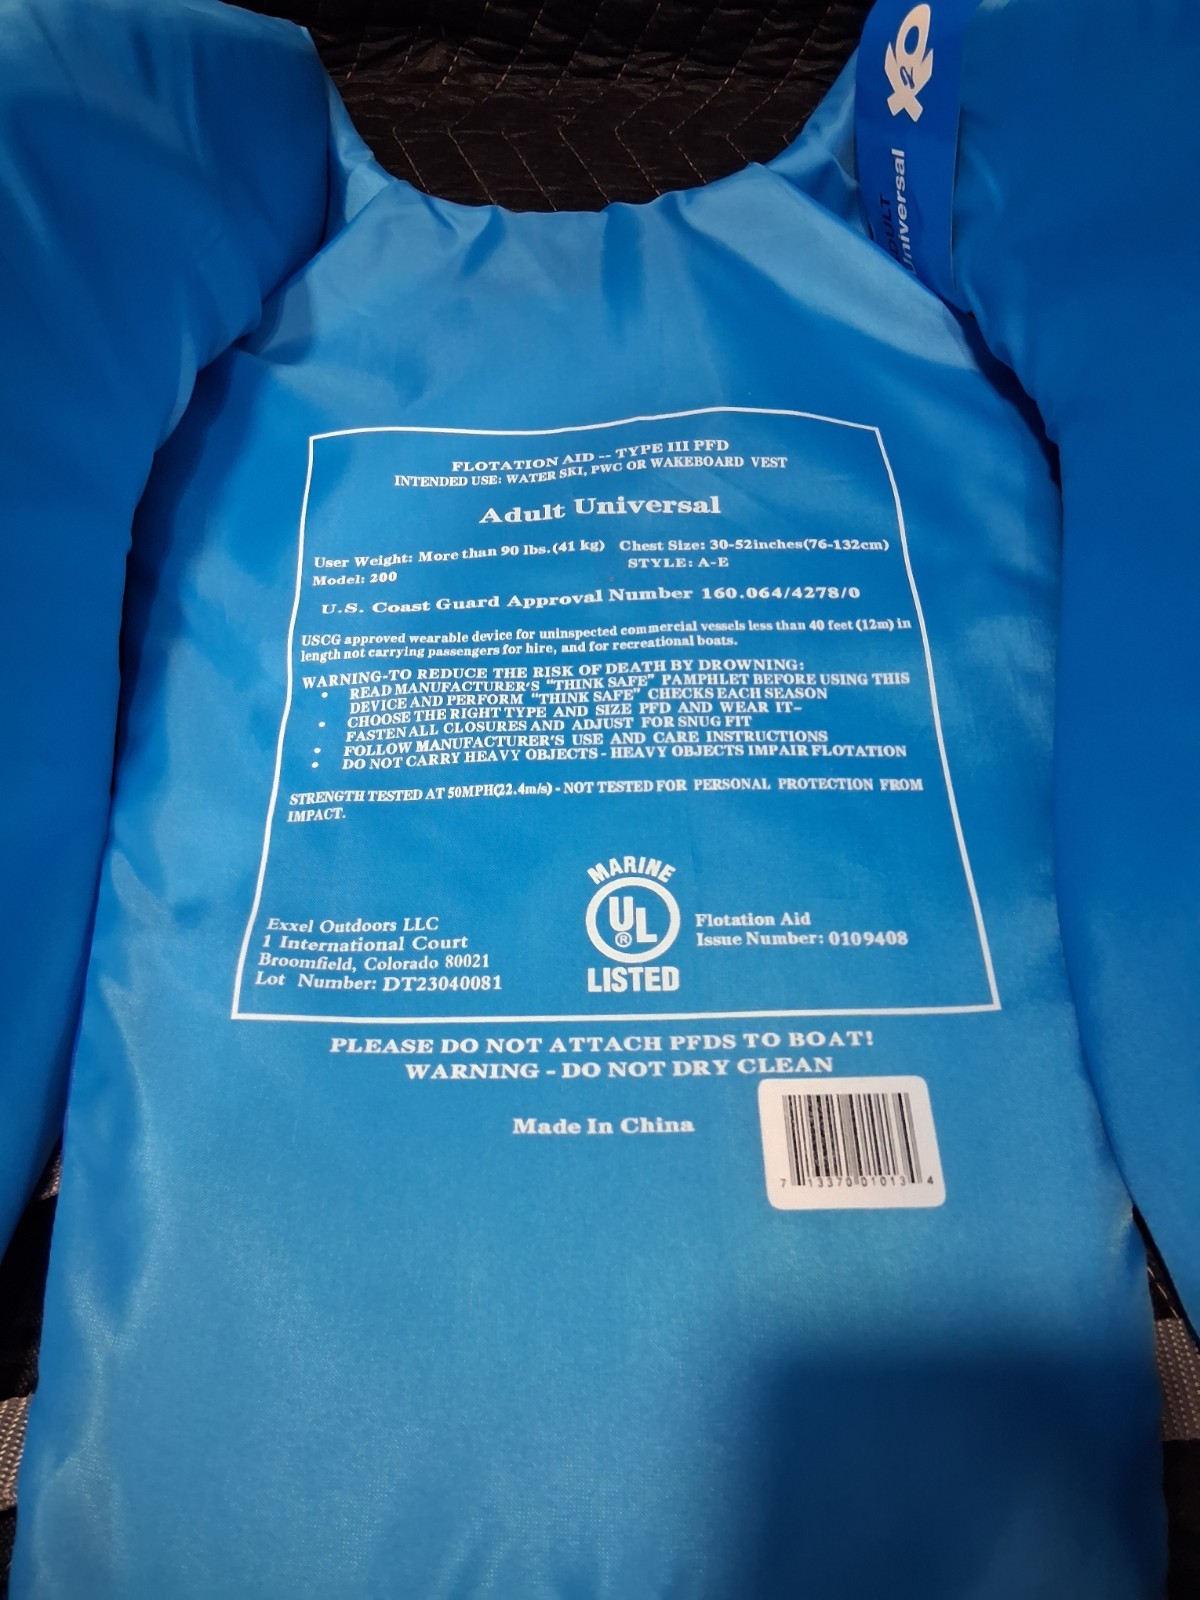 X2O
Universal
FLOTATION AID -- TYPE III PFD
INTENDED USE: WATER SKI, PWC OR WAKEBOARD VEST
Adult Universal
User Weight: More than 90 lbs.(41 kg) Chest Size: 30-52inches(76-132cm)
Model: 200 STYLE: A-E
U.S. Coast Guard Approval Number 160.064/4278/0
USCG approved wearable device for uninspected commercial vessels less than 40 feet (12m) in
length not carrying passengers for hire, and for recreational boats.
WARNING-TO REDUCE THE RISK OF DEATH BY DROWNING:
• READ MANUFACTURER'S "THINK SAFE" PAMPHLET BEFORE USING THIS
DEVICE AND PERFORM "THINK SAFE" CHECKS EACH SEASON
• CHOOSE THE RIGHT TYPE AND SIZE PFD AND WEAR IT–
FASTEN ALL CLOSURES AND ADJUST FOR SNUG FIT
• FOLLOW MANUFACTURER'S USE AND CARE INSTRUCTIONS
• DO NOT CARRY HEAVY OBJECTS - HEAVY OBJECTS IMPAIR FLOTATION
STRENGTH TESTED AT 50MPH(22.4m/s) - NOT TESTED FOR PERSONAL PROTECTION FROM
IMPACT.
Exxel Outdoors LLC
1 International Court
Broomfield, Colorado 80021
Lot Number: DT23040081
MARINE
UL ®
LISTED
Flotation Aid
Issue Number: 0109408
PLEASE DO NOT ATTACH PFDS TO BOAT!
WARNING - DO NOT DRY CLEAN
Made In China
7 13370 01013 4